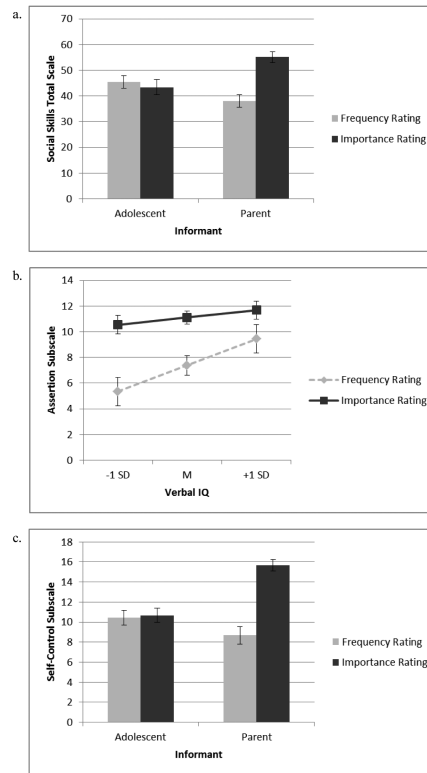 a.
Social Skills Total Scale
70
60
50
40
30
20
10
0
Adolescent
Parent
Informant
Frequency Rating
Importance Rating
b.
Assertion Subscale
14
12
10
8
6
4
2
0
-1 SD
M
+1 SD
Verbal IQ
Frequency Rating
Importance Rating
c.
Self-Control Subscale
18
16
14
12
10
8
6
4
2
0
Adolescent
Parent
Informant
Frequency Rating
Importance Rating